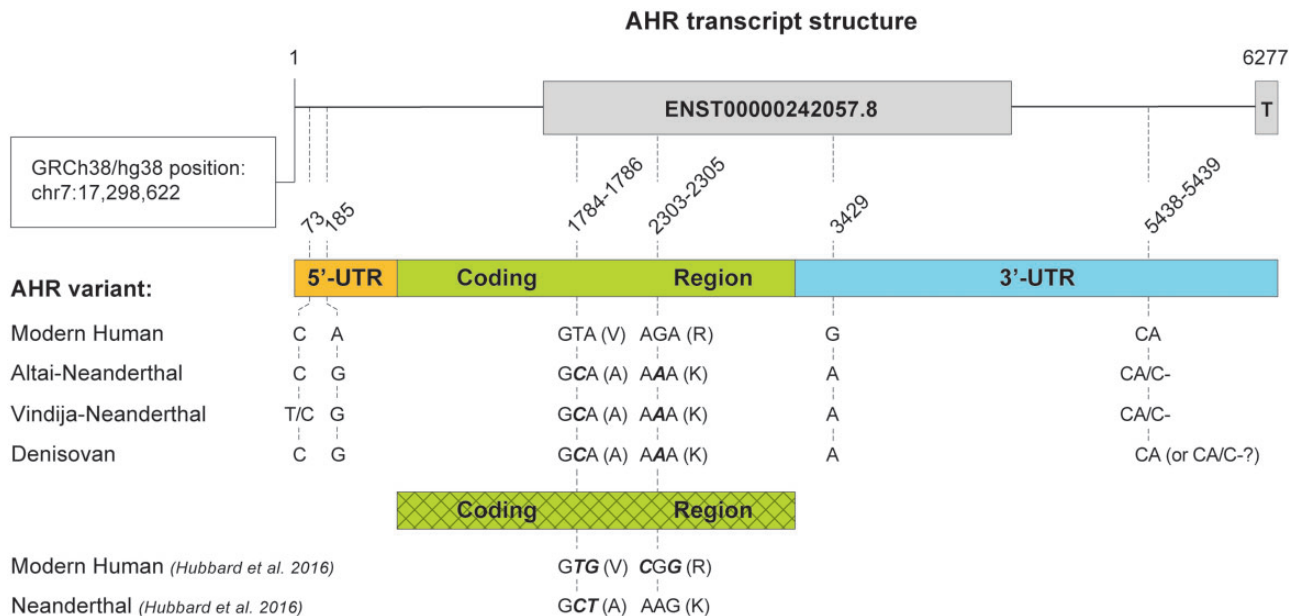 AHR transcript structure
1
6277
ENST00000242057.8
T
GRCh38/hg38 position:
chr7:17,298,622
73
185
1784-1786
2303-2305
3429
5438-5439
5'-UTR
Coding
Region
3'-UTR
AHR variant:
Modern Human C A GTA (V) AGA (R) G CA
Altai-Neanderthal C G GCA (A) AAA (K) A CA/C-
Vindija-Neanderthal T/C G GCA (A) AAA (K) A CA/C-
Denisovan C G GCA (A) AAA (K) A CA (or CA/C-?)
Coding
Region
Modern Human (Hubbard et al. 2016) GTG (V) CGG (R)
Neanderthal (Hubbard et al. 2016) GCT (A) AAG (K)